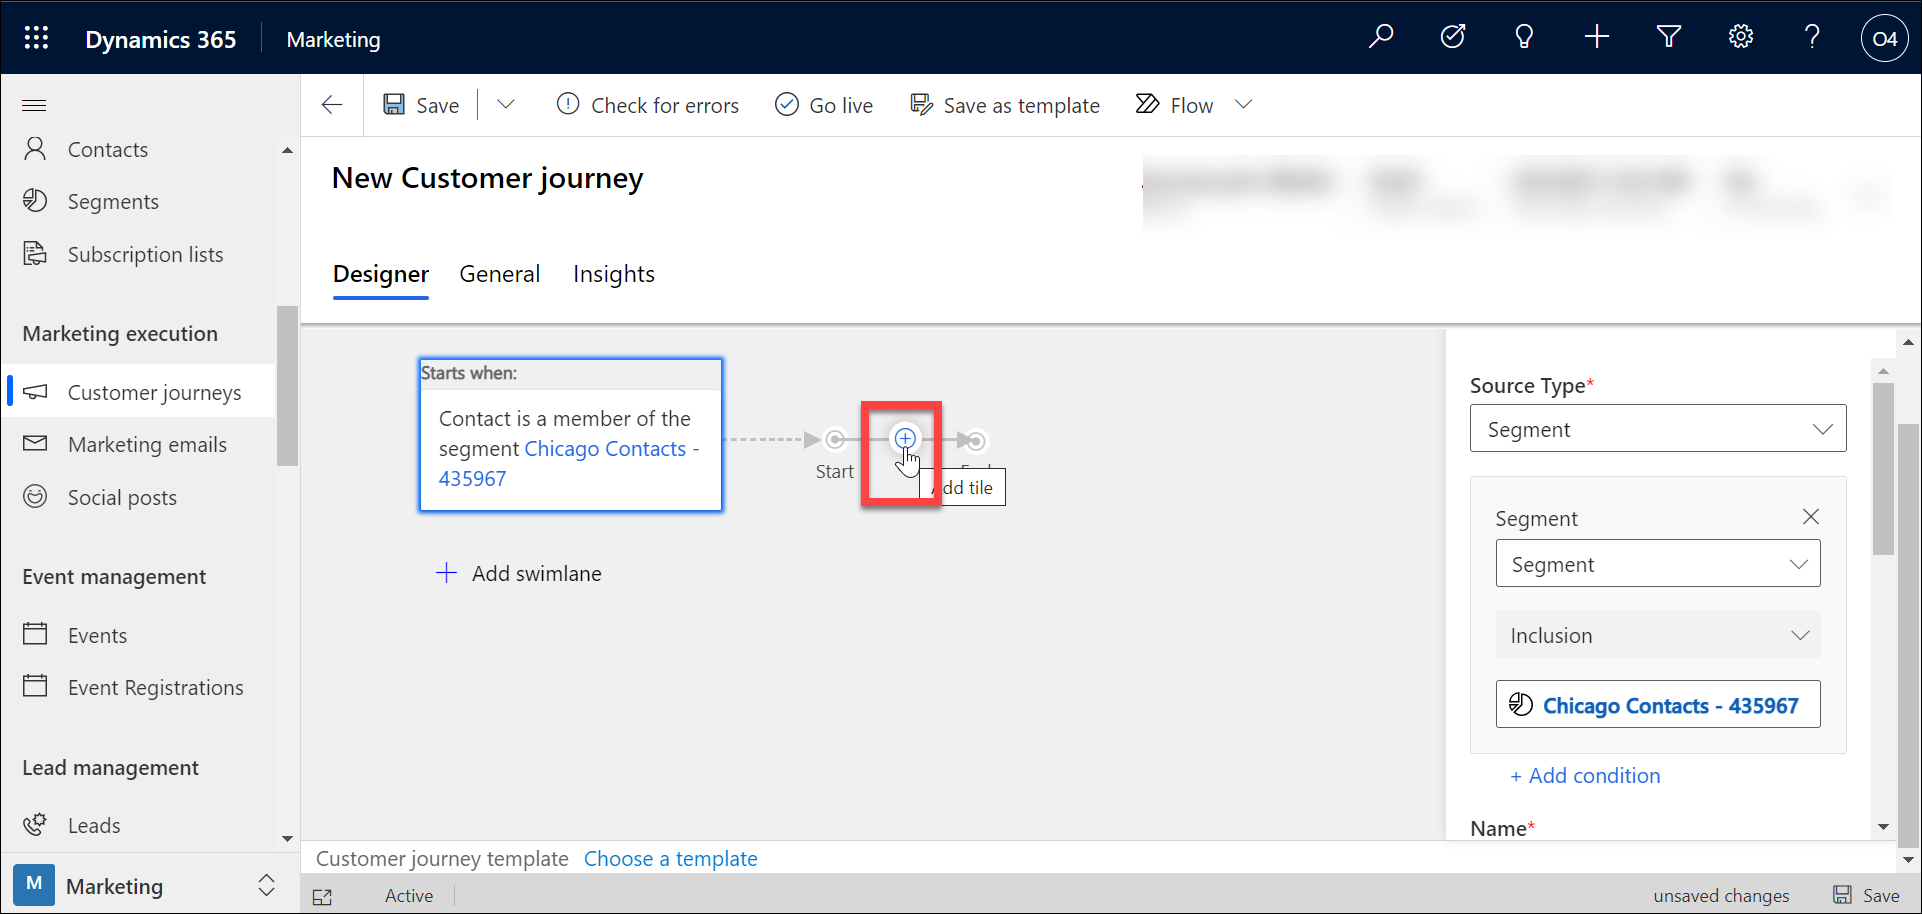 Dynamics 365 Marketing O4
Save Check for errors Go live Save as template Flow
Contacts
Segments
Subscription lists
Marketing execution
Customer journeys
Marketing emails
Social posts
Event management
Events
Event Registrations
Lead management
Leads
M Marketing
New Customer journey
Designer General Insights
Starts when:
Contact is a member of the
segment Chicago Contacts -
435967
Start
Add tile
Add swimlane
Source Type*
Segment
Segment
Segment
Inclusion
Chicago Contacts - 435967
+ Add condition
Name*
Customer journey template Choose a template
Active unsaved changes Save